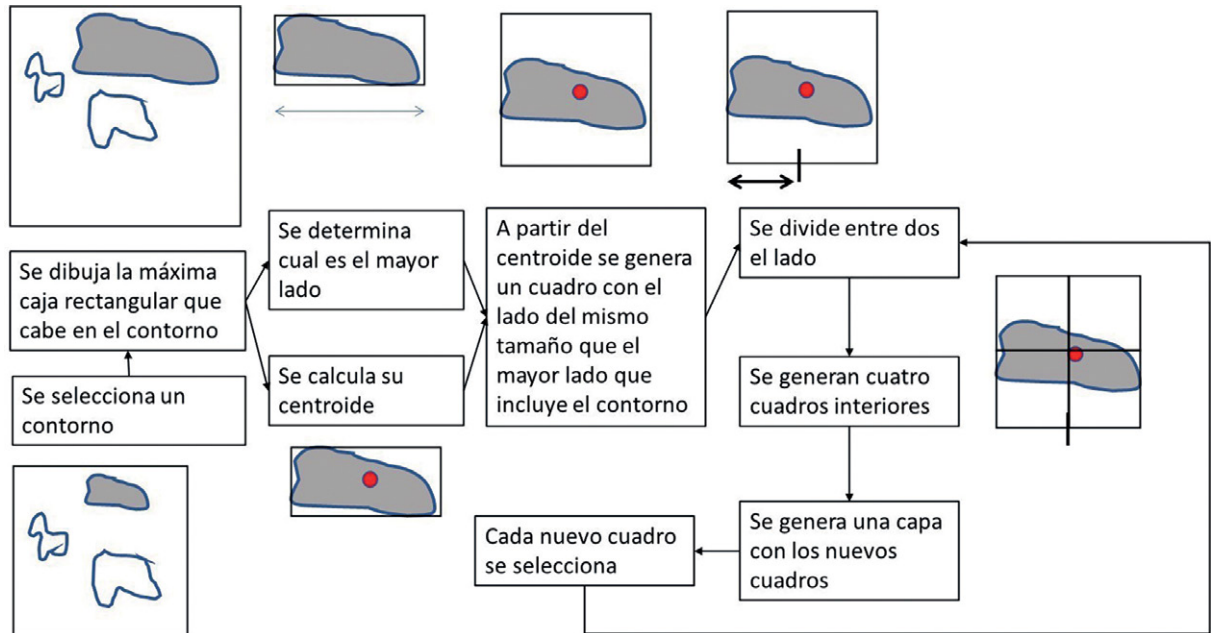 Se dibuja la máxima
caja rectangular que
cabe en el contorno
Se selecciona un
contorno
Se determina
cual es el mayor
lado
Se calcula su
centroide
A partir del
centroide se genera
un cuadro con el
lado del mismo
tamaño que el
mayor lado que
incluye el contorno
Se divide entre dos
el lado
Se generan cuatro
cuadros interiores
Se genera una capa
con los nuevos
cuadros
Cada nuevo cuadro
se selecciona